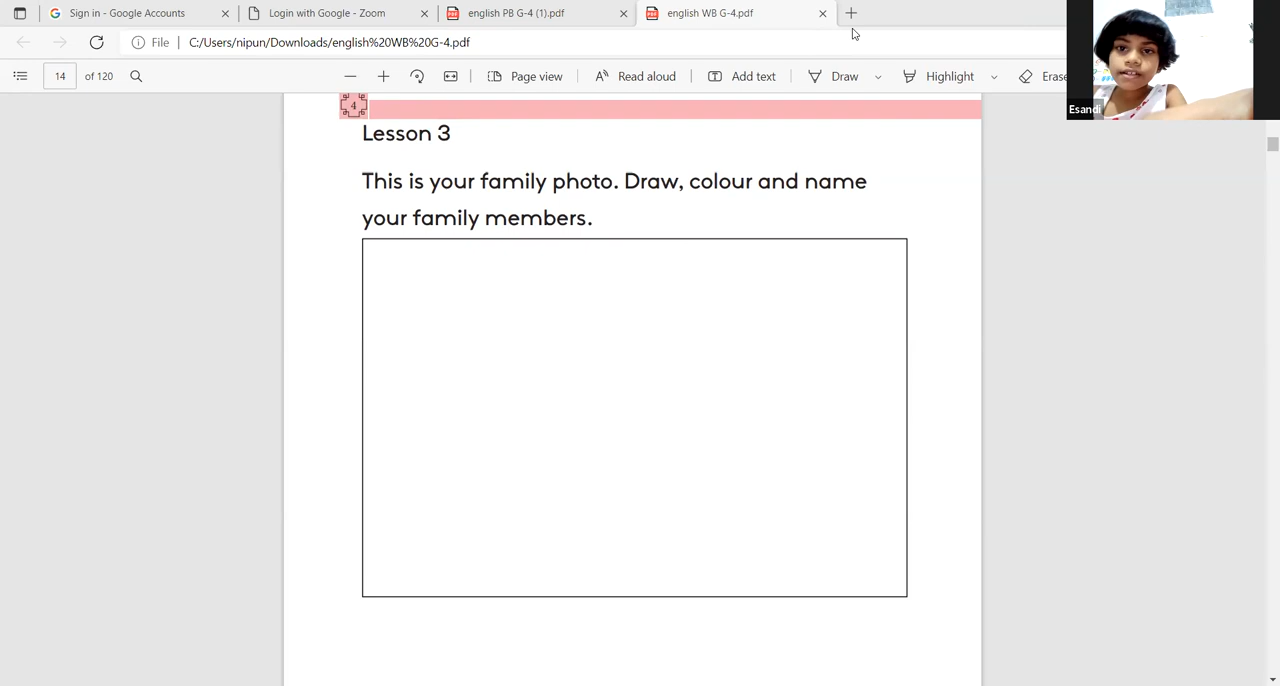 Sign in - Google Accounts
Login with Google - Zoom
english PB G-4 (1).pdf
english WB G-4.pdf
File
C:/Users/nipun/Downloads/english%20WB%20G-4.pdf
14 of 120
Page view
Read aloud
Add text
Draw
Highlight
Erase
Esandi
4
Lesson 3
This is your family photo. Draw, colour and name
your family members.